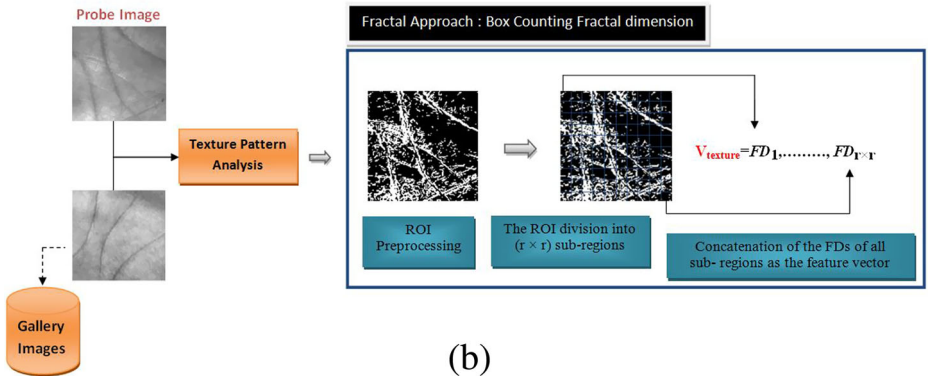 Probe Image
Fractal Approach : Box Counting Fractal dimension
Texture Pattern
Analysis
V texture=FD1,.........,FDr×r
ROI
Preprocessing
The ROI division into
(r × r) sub-regions
Concatenation of the FDs of all
sub- regions as the feature vector
Gallery
Images
(b)